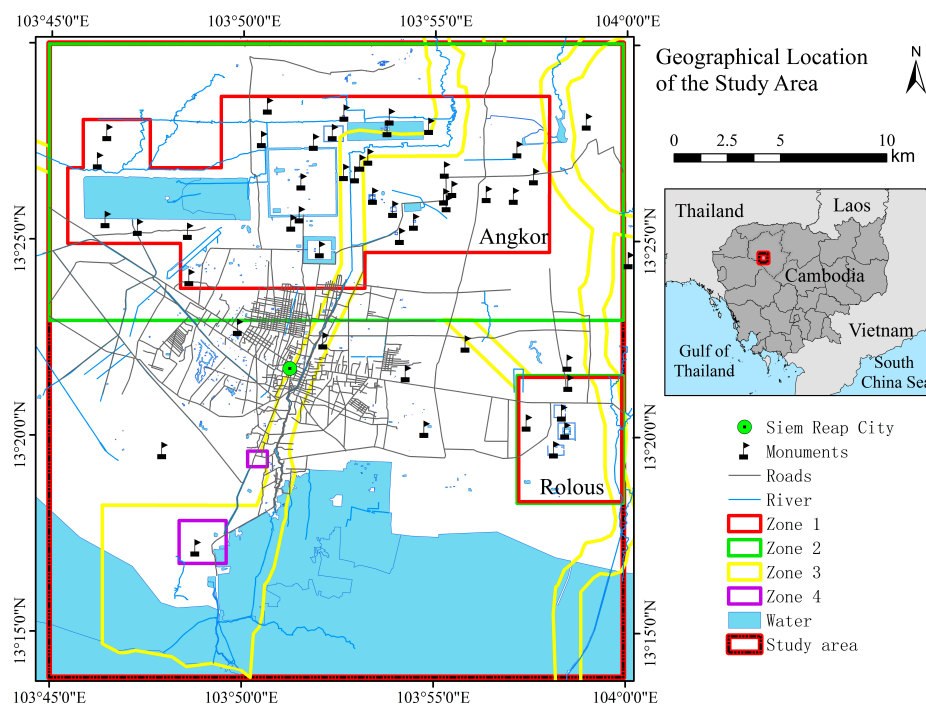 103°45'0"E
103°50'0"E
103°55'0"E
104°0'0"E
Geographical Location
of the Study Area
N
0
2.5
5
10
km
13°25'0"N
13°20'0"N
13°15'0"N
Angkor
Rolous
13°25'0"N
13°20'0"N
13°15'0"N
103°45'0"E
103°50'0"E
103°55'0"E
104°0'0"E
Thailand
Laos
Cambodia
Vietnam
Gulf of
Thailand
South
China Sea
Siem Reap City
Monuments
Roads
River
Zone 1
Zone 2
Zone 3
Zone 4
Water
Study area